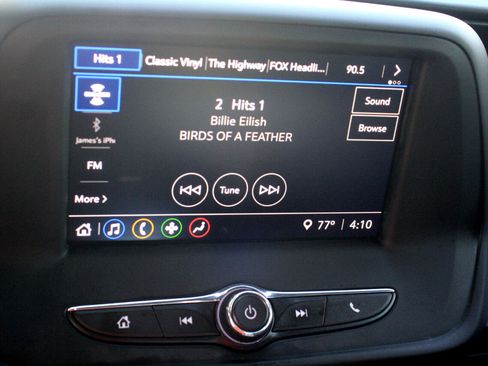 Hits 1 Classic Vinyl The Highway FOX Headli... 90.5
2 Hits 1
Billie Eilish
BIRDS OF A FEATHER
Sound
Browse
James's iPh
FM
More >
Tune
77° 4:10